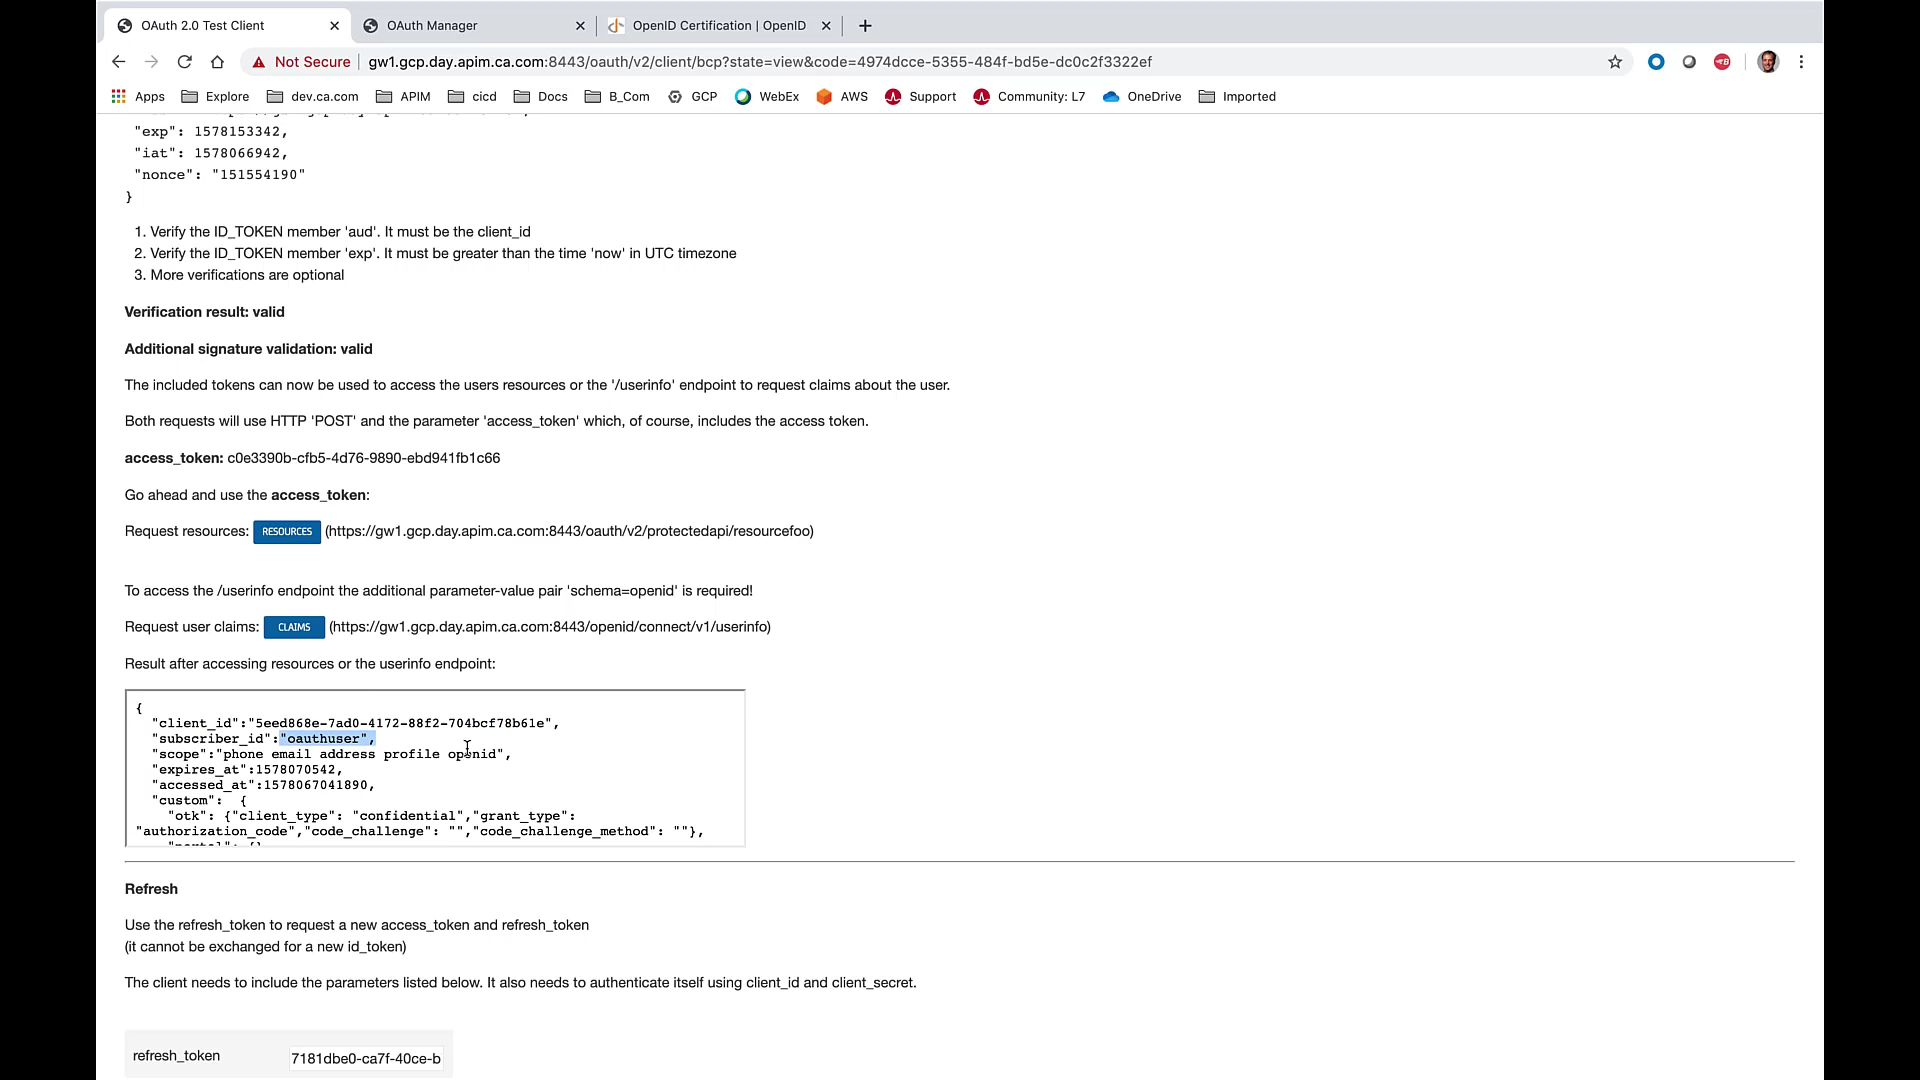 OAuth 2.0 Test Client
OAuth Manager
OpenID Certification | OpenID
Not Secure
gw1.gcp.day.apim.ca.com:8443/oauth/v2/client/bcp?state=view&code=4974dcce-5355-484f-bd5e-dc0c2f3322ef
Apps Explore dev.ca.com APIM cicd Docs B_Com GCP WebEx AWS Support Community: L7 OneDrive Imported
"exp": 1578153342,
"iat": 1578066942,
"nonce": "151554190"
}
1. Verify the ID_TOKEN member 'aud'. It must be the client_id
2. Verify the ID_TOKEN member 'exp'. It must be greater than the time 'now' in UTC timezone
3. More verifications are optional
Verification result: valid
Additional signature validation: valid
The included tokens can now be used to access the users resources or the '/userinfo' endpoint to request claims about the user.
Both requests will use HTTP 'POST' and the parameter 'access_token' which, of course, includes the access token.
access_token: c0e3390b-cfb5-4d76-9890-ebd941fb1c66
Go ahead and use the access_token:
Request resources: RESOURCES (https://gw1.gcp.day.apim.ca.com:8443/oauth/v2/protectedapi/resourcefoo)
To access the /userinfo endpoint the additional parameter-value pair 'schema=openid' is required!
Request user claims: CLAIMS (https://gw1.gcp.day.apim.ca.com:8443/openid/connect/v1/userinfo)
Result after accessing resources or the userinfo endpoint:
{
"client_id":"5eed868e-7ad0-4172-88f2-704bcf78b61e",
"subscriber_id":"oauthuser",
"scope":"phone email address profile openid",
"expires_at":1578070542,
"accessed_at":1578067041890,
"custom": {
"otk": {"client_type": "confidential","grant_type":
"authorization_code","code_challenge": "","code_challenge_method": ""},
Refresh
Use the refresh_token to request a new access_token and refresh_token
(it cannot be exchanged for a new id_token)
The client needs to include the parameters listed below. It also needs to authenticate itself using client_id and client_secret.
refresh_token 7181dbe0-ca7f-40ce-b